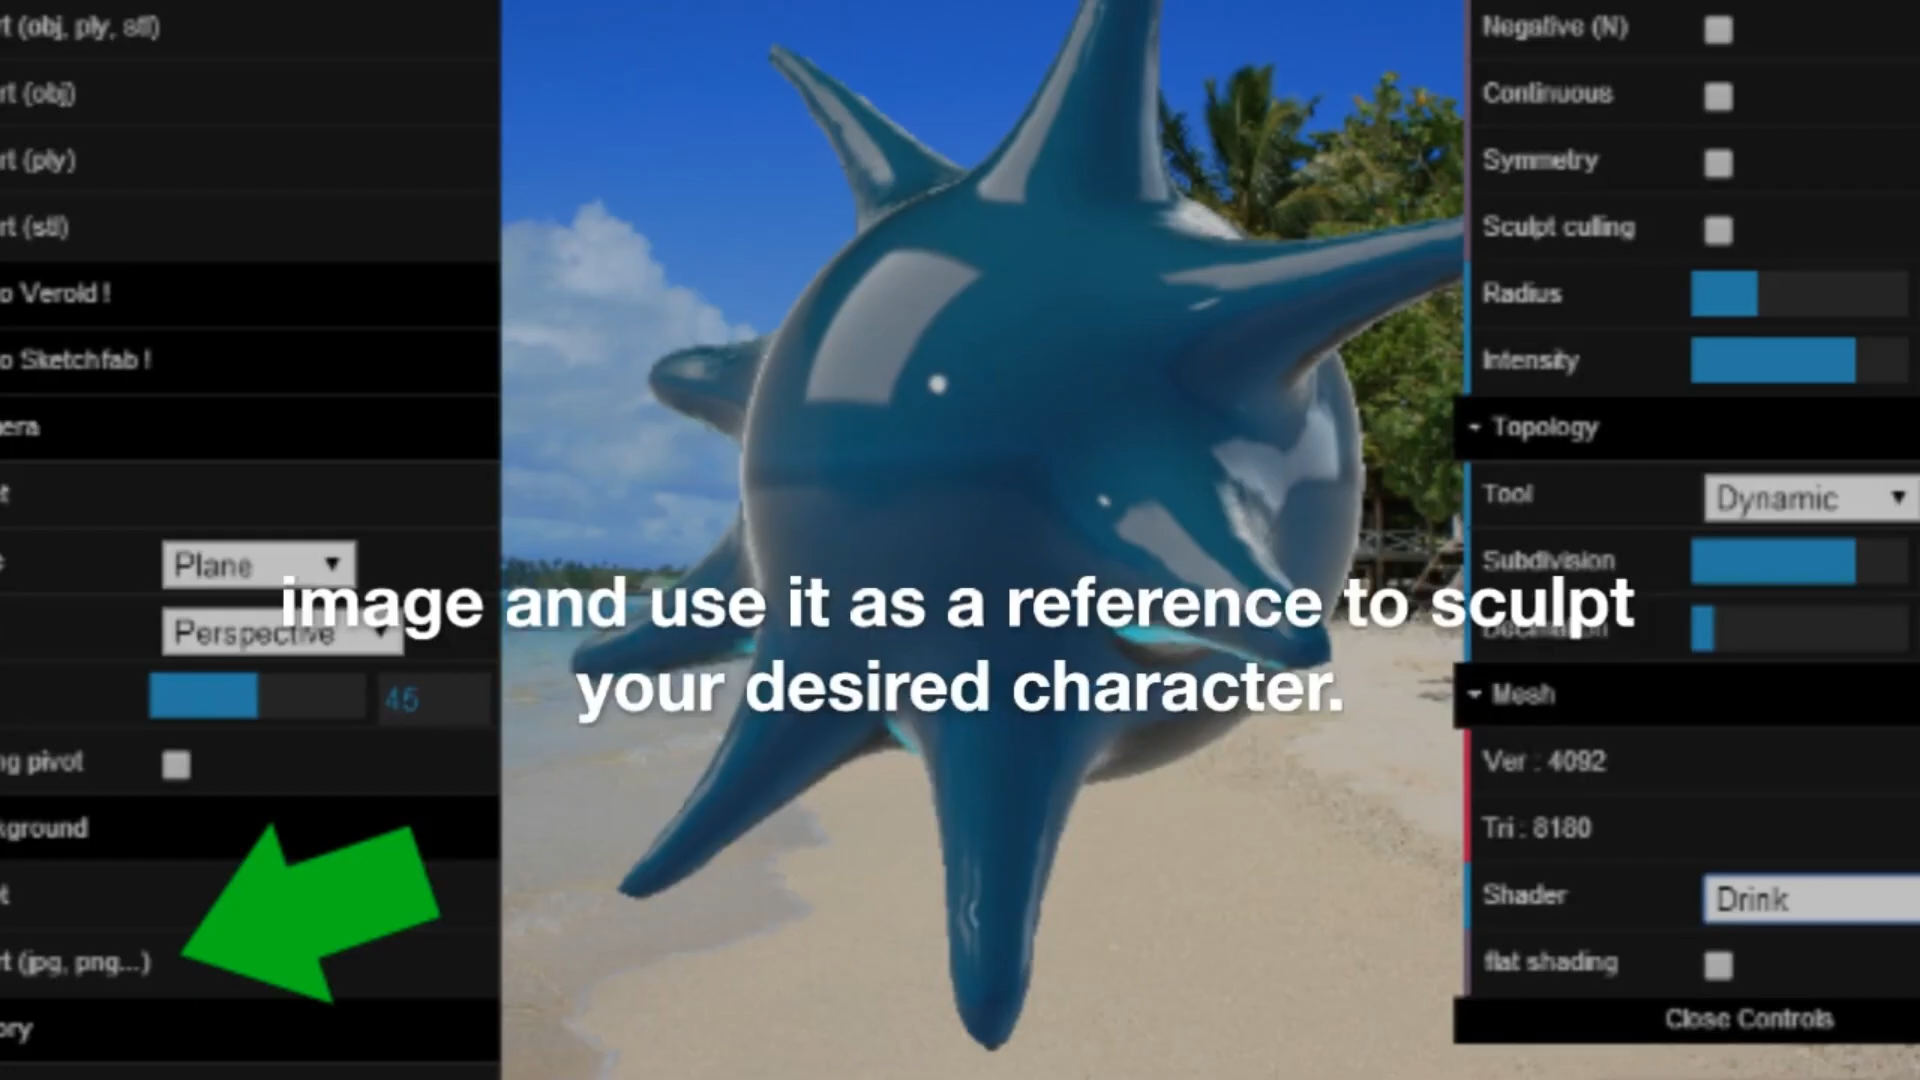 rt (obj, ply, stl)
rt (obj)
rt (ply)
rt (stl)
o Verold !
o Sketchfab !
era
t
Plane
Perspective
45
ng pivot
kground
t
rt (jpg, png...)
ory
Negative (N)
Continuous
Symmetry
Sculpt culling
Radius
Intensity
Topology
Tool Dynamic
Subdivision
Decimation
Mesh
Ver : 4092
Tri : 8180
Shader Drink
flat shading
Close Controls
image and use it as a reference to sculpt
your desired character.